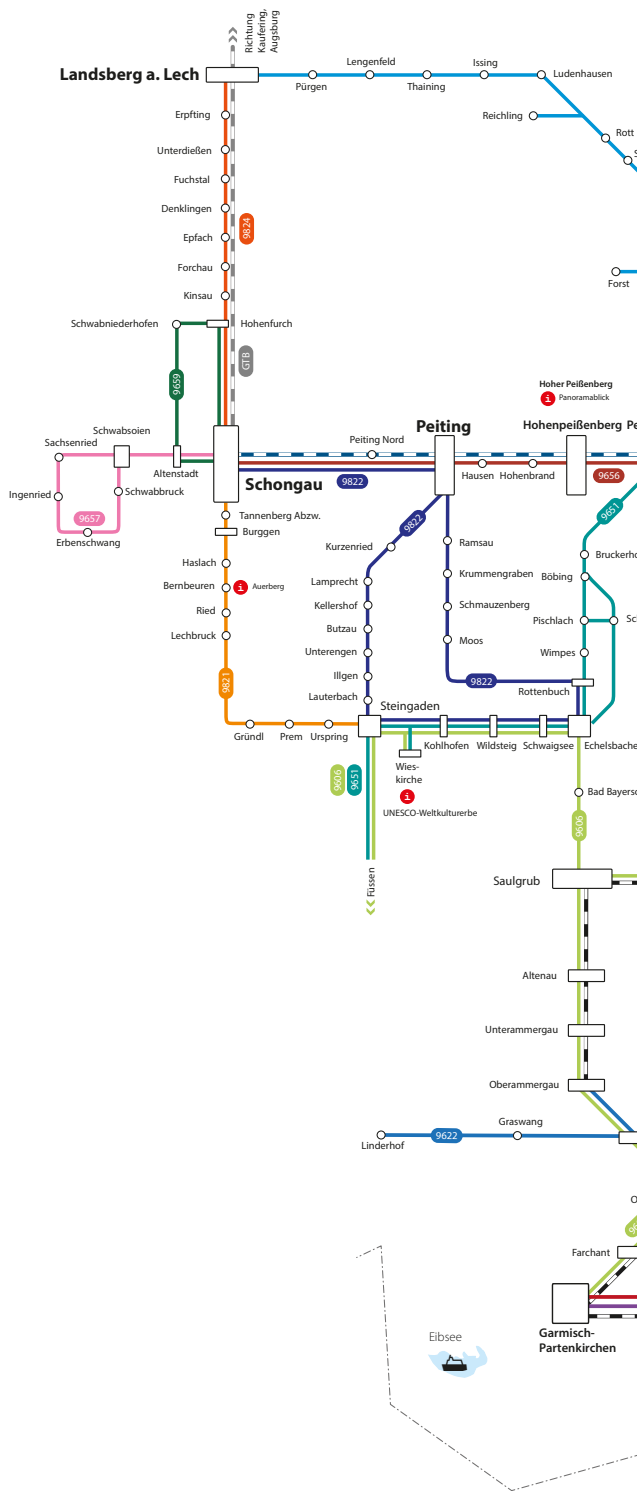 Richtung
Kaufering,
Augsburg
Landsberg a. Lech
Lengenfeld
Issing
Ludenhausen
Pürgen
Thaining
Erpfting
Reichling
Rott
S
Unterdießen
Fuchstal
Denklingen
9824
Epfach
Forchau
Forst
Kinsau
Schwabniederhofen
Hohenfurch
GTB
9659
Hoher Peißenberg
i Panoramablick
Peiting
Hohenpeißenberg Pe
Schwabsoien
Peiting Nord
Sachsenried
Altenstadt
Schongau
9822
Hausen
Hohenbrand
9656
Ingenried
Schwabbruck
9657
Erbenschwang
Tannenberg Abzw.
Burggen
9822
9651
Kurzenried
Ramsau
Bruckerho
Haslach
Bernbeuren
i Auerberg
Lamprecht
Krummengraben
Böbing
Ried
Kellershof
Schmauzenberg
Lechbruck
Butzau
Pischlach
Sc
Unterengen
Moos
Wimpes
9821
Illgen
9822
Lauterbach
Rottenbuch
Steingaden
Gründl
Prem
Urspring
Kohlhofen
Wildsteig
Schwaigsee
Echelsbache
Wies-
kirche
i
UNESCO-Weltkulturerbe
9606
9651
Bad Bayerso
9606
Füssen
Saulgrub
Altenau
Unterammergau
Oberammergau
Graswang
9622
Linderhof
O
96
Farchant
Garmisch-
Partenkirchen
Eibsee